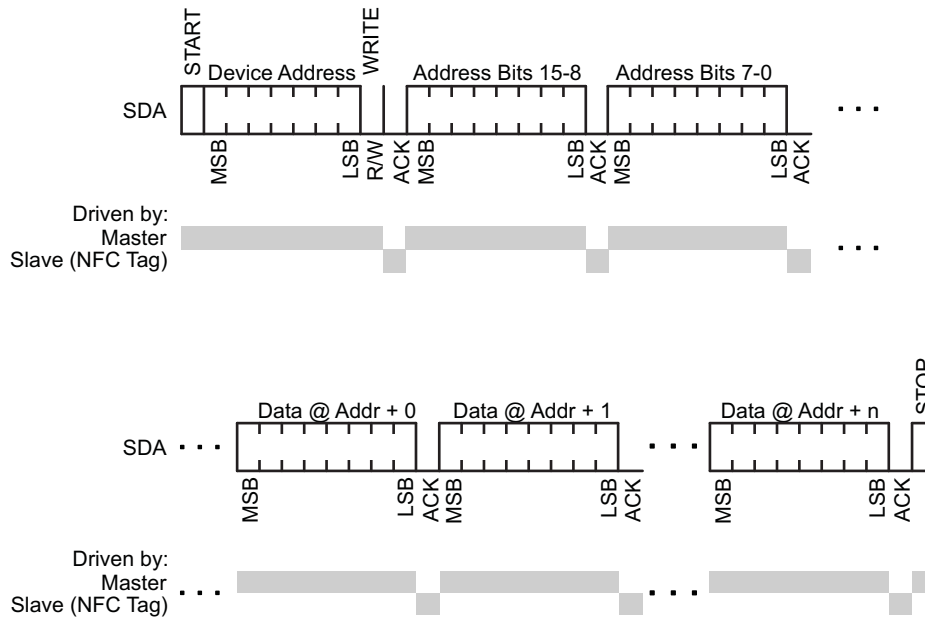 START
WRITE
Device Address
Address Bits 15-8
Address Bits 7-0
SDA
. . .
MSB
LSB
R/W
ACK
MSB
LSB
ACK
MSB
LSB
ACK
Driven by:
Master
Slave (NFC Tag)
. . .
STOP
Data @ Addr + 0
Data @ Addr + 1
Data @ Addr + n
SDA
. . .
. . .
MSB
LSB
ACK
MSB
LSB
ACK
MSB
LSB
ACK
Driven by:
Master
Slave (NFC Tag)
. . .
. . .